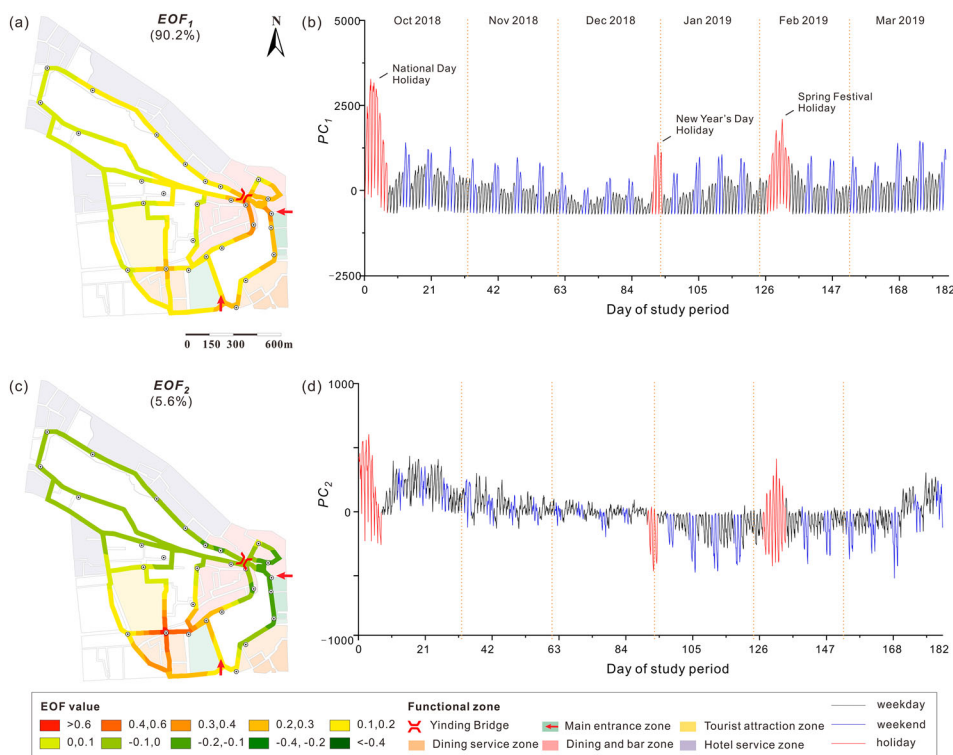 (a)
EOF1
(90.2%)
N
0 150 300 600m
(b)
Oct 2018 Nov 2018 Dec 2018 Jan 2019 Feb 2019 Mar 2019
5000
2500
0
−2500
PC1
National Day
Holiday
New Year's Day
Holiday
Spring Festival
Holiday
0 21 42 63 84 105 126 147 168 182
Day of study period
(c)
EOF2
(5.6%)
(d)
1000
0
−1000
PC2
0 21 42 63 84 105 126 147 168 182
Day of study period
EOF value
>0.6 0.4,0.6 0.3,0.4 0.2,0.3 0.1,0.2
0,0.1 -0.1,0 -0.2,-0.1 -0.4, -0.2 <-0.4
Functional zone
Yinding Bridge Main entrance zone Tourist attraction zone
Dining service zone Dining and bar zone Hotel service zone
weekday
weekend
holiday